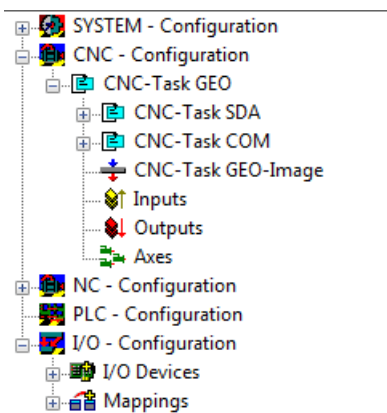 SYSTEM - Configuration
CNC - Configuration
CNC-Task GEO
CNC-Task SDA
CNC-Task COM
CNC-Task GEO-Image
Inputs
Outputs
Axes
NC - Configuration
PLC - Configuration
I/O - Configuration
I/O Devices
Mappings